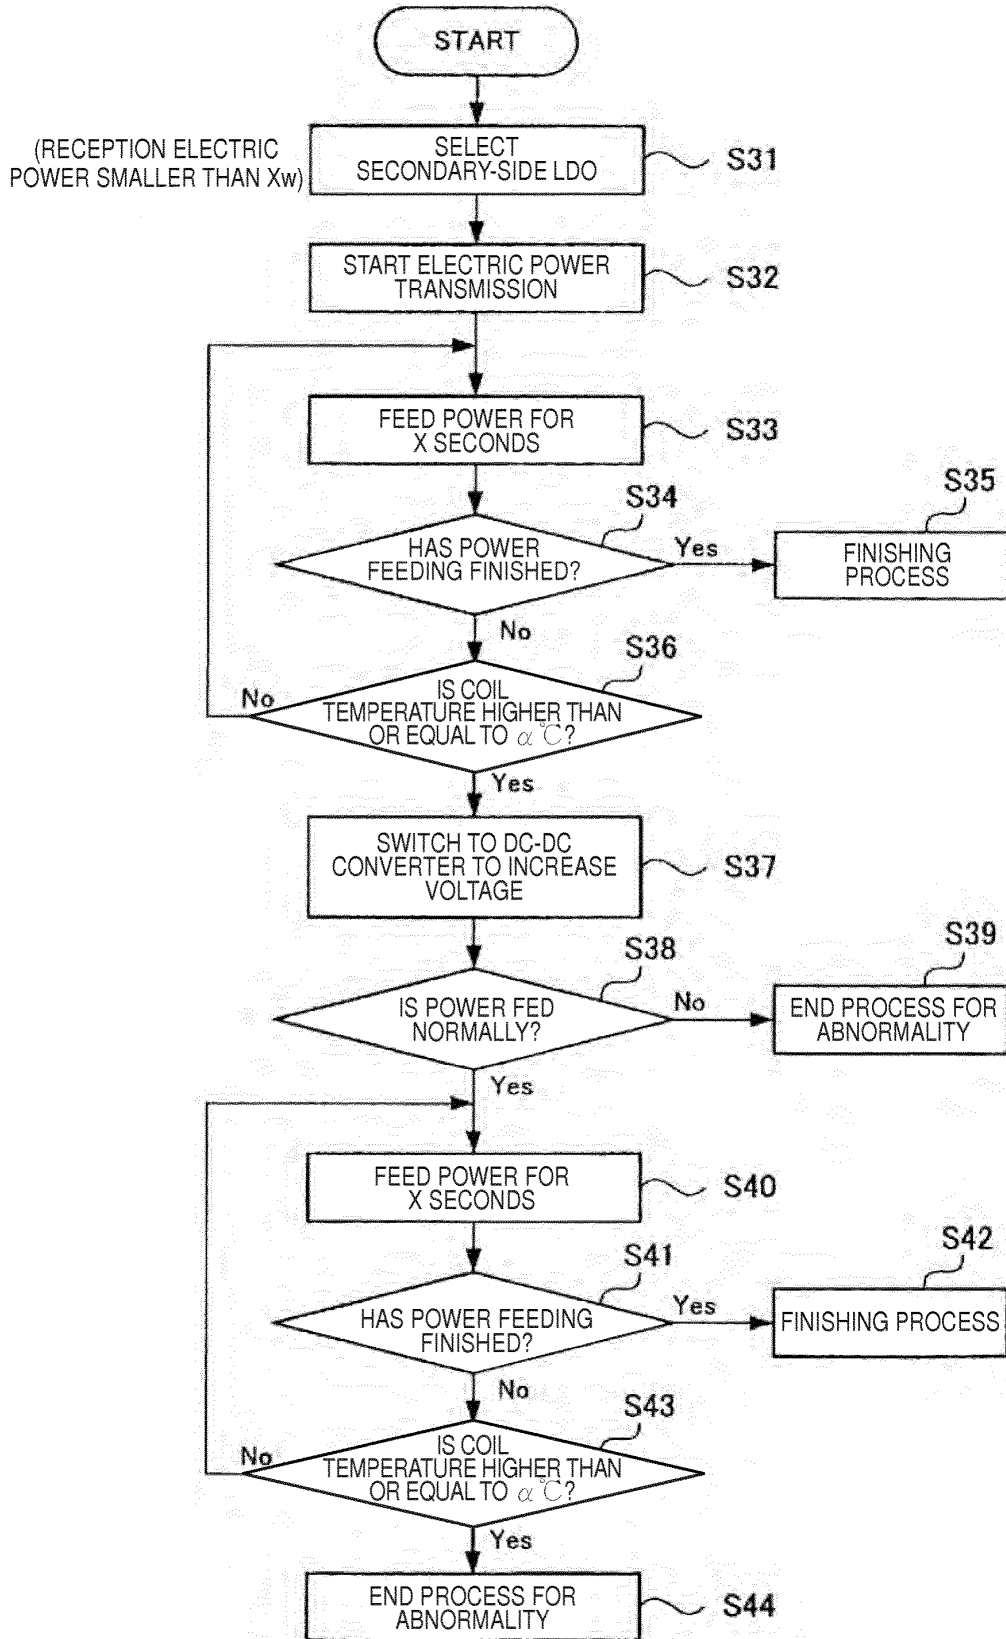 START
(RECEPTION ELECTRIC
POWER SMALLER THAN Xw)
SELECT
SECONDARY-SIDE LDO
S31
START ELECTRIC POWER
TRANSMISSION
S32
FEED POWER FOR
X SECONDS
S33
S34
HAS POWER
FEEDING FINISHED?
Yes
S35
FINISHING
PROCESS
No
S36
IS COIL
TEMPERATURE HIGHER THAN
OR EQUAL TO α℃?
No
Yes
SWITCH TO DC-DC
CONVERTER TO INCREASE
VOLTAGE
S37
S38
IS POWER FED
NORMALLY?
No
S39
END PROCESS FOR
ABNORMALITY
Yes
FEED POWER FOR
X SECONDS
S40
S41
HAS POWER FEEDING
FINISHED?
Yes
S42
FINISHING PROCESS
No
S43
IS COIL
TEMPERATURE HIGHER THAN
OR EQUAL TO α℃?
No
Yes
END PROCESS FOR
ABNORMALITY
S44